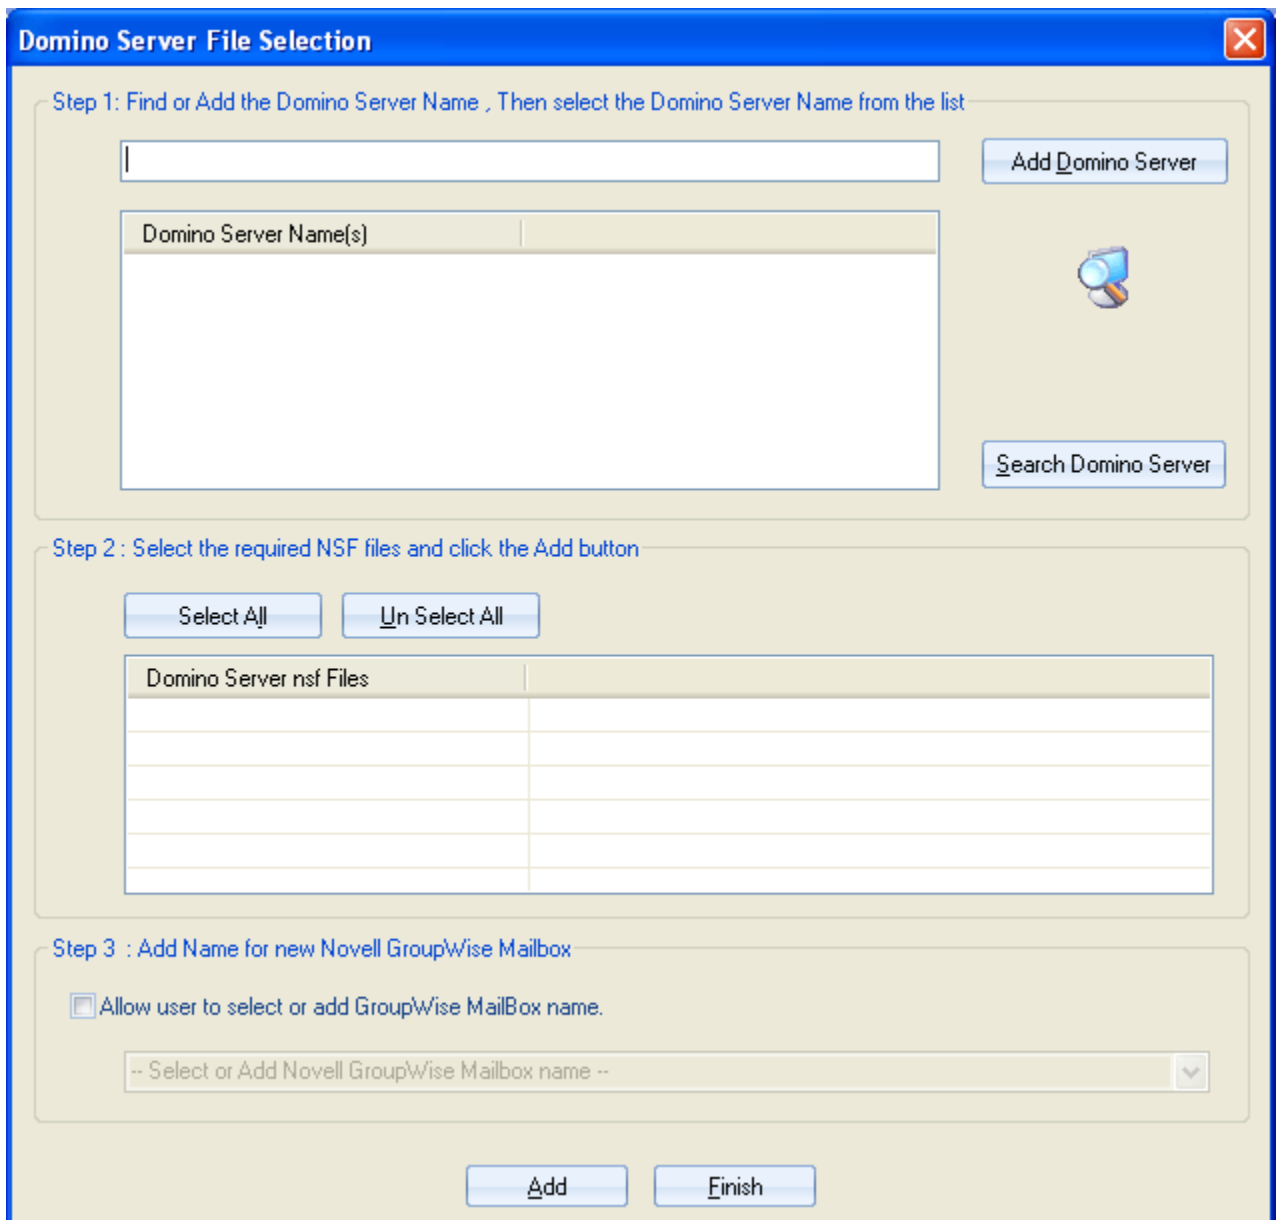 Domino Server File Selection
Step 1: Find or Add the Domino Server Name , Then select the Domino Server Name from the list
Add Domino Server
Domino Server Name(s)
Search Domino Server
Step 2 : Select the required NSF files and click the Add button
Select All
Un Select All
Domino Server nsf Files
Step 3 : Add Name for new Novell GroupWise Mailbox
Allow user to select or add GroupWise MailBox name.
-- Select or Add Novell GroupWise Mailbox name --
Add
Finish